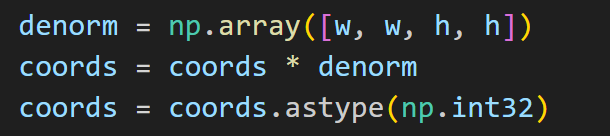 denorm = np.array([w, w, h, h])
coords = coords * denorm
coords = coords.astype(np.int32)